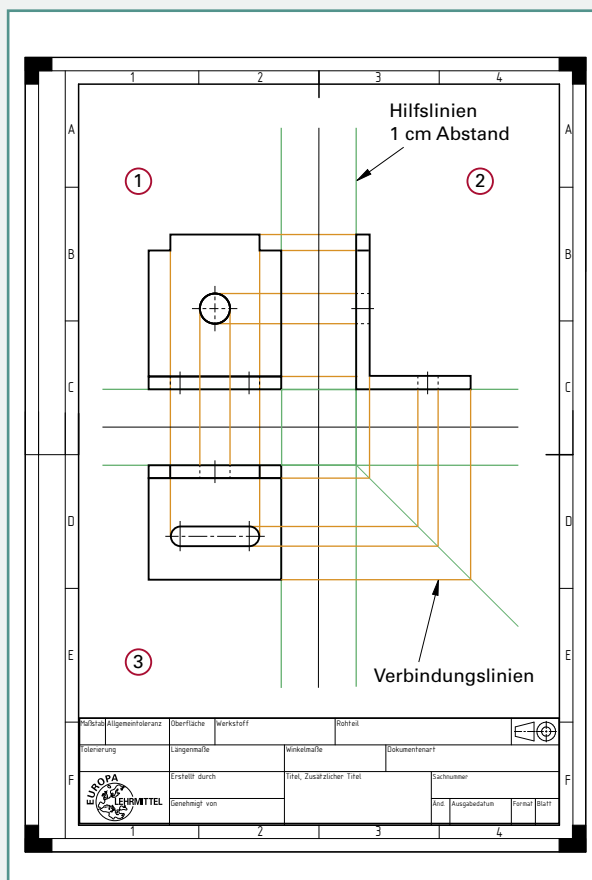 1 2 3 4
Hilfslinien
1 cm Abstand
A A
1 2
B B
C C
D D
E E
3
Verbindungslinien
Maßstab Allgemeintoleranz Oberfläche Werkstoff Rohteil
Tolerierung Längenmaße Winkelmaße Dokumentenart
F F
EUROPA
LEHRMITTEL
Erstellt durch Titel, Zusätzlicher Titel Sachnummer
Genehmigt von Änd. Ausgabedatum Format Blatt
1 2 3 4